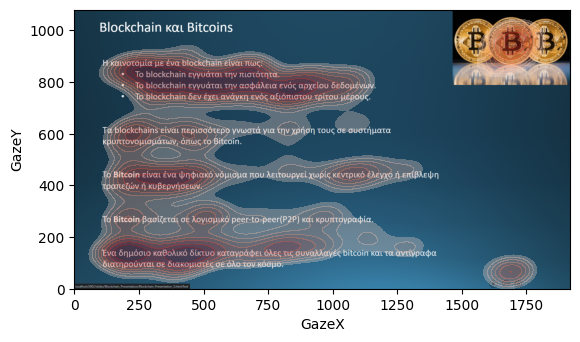 Blockchain και Bitcoins
Η καινοτομία με ένα blockchain είναι πως:
• Το blockchain εγγυάται την πιστότητα.
• Το blockchain εγγυάται την ασφάλεια ενός αρχείου δεδομένων.
• Το blockchain δεν έχει ανάγκη ενός αξιόπιστου τρίτου μέρους.
Τα blockchains είναι περισσότερο γνωστά για την χρήση τους σε συστήματα
κρυπτονομισμάτων, όπως το Bitcoin.
Το Bitcoin είναι ένα ψηφιακό νόμισμα που λειτουργεί χωρίς κεντρικό έλεγχο ή επίβλεψη
τραπεζών ή κυβερνήσεων.
Το Bitcoin βασίζεται σε λογισμικό peer-to-peer(P2P) και κρυπτογραφία.
Ένα δημόσιο καθολικό δίκτυο καταγράφει όλες τις συναλλαγές bitcoin και τα αντίγραφα
διατηρούνται σε διακομιστές σε όλο τον κόσμο.
GazeY
1000
800
600
400
200
0
0 250 500 750 1000 1250 1500 1750
GazeX